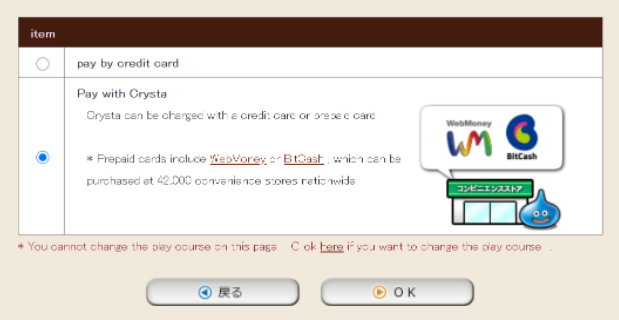 item
pay by credit card
Pay with Crysta
Crysta can be charged with a credit card or prepaid card
* Prepaid cards include WebMoney or BitCash , which can be
purchased at 42,000 convenience stores nationwide
WebMoney
BitCash
コンビニエンスストア
* You cannot change the play course on this page Click here if you want to change the play course .
戻る
OK